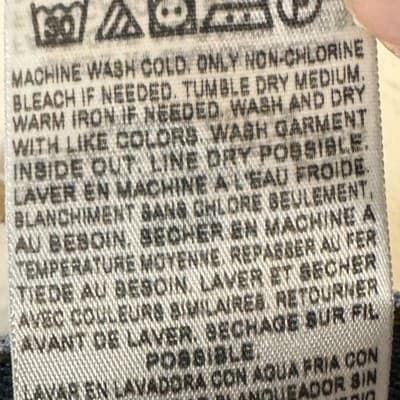 30 P
MACHINE WASH COLD. ONLY NON-CHLORINE
BLEACH IF NEEDED. TUMBLE DRY MEDIUM.
WARM IRON IF NEEDED. WASH AND DRY
WITH LIKE COLORS. WASH GARMENT
INSIDE OUT. LINE DRY POSSIBLE.
LAVER EN MACHINE A L'EAU FROIDE.
BLANCHIMENT SANS CHLORE SEULEMENT,
AU BESOIN. SECHER EN MACHINE A
TEMPERATURE MOYENNE. REPASSER AU FER
TIEDE AU BESOIN. LAVER ET SECHER
AVEC COULEURS SIMILAIRES. RETOURNER
AVANT DE LAVER. SECHAGE SUR FIL
POSSIBLE.
LAVAR EN LAVADORA CON AGUA FRIA CON
BLANQUEADOR SIN